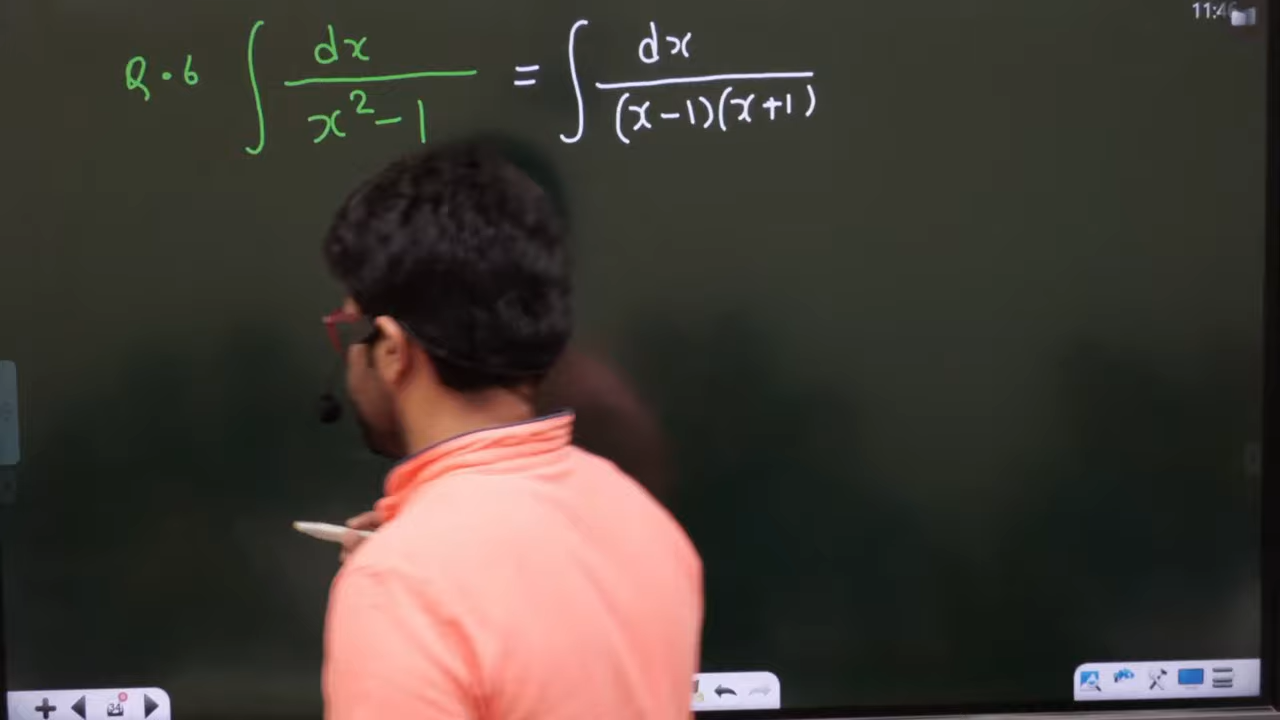 Q.6 ∫ dx / (x² - 1) = ∫ dx / ((x-1)(x+1))